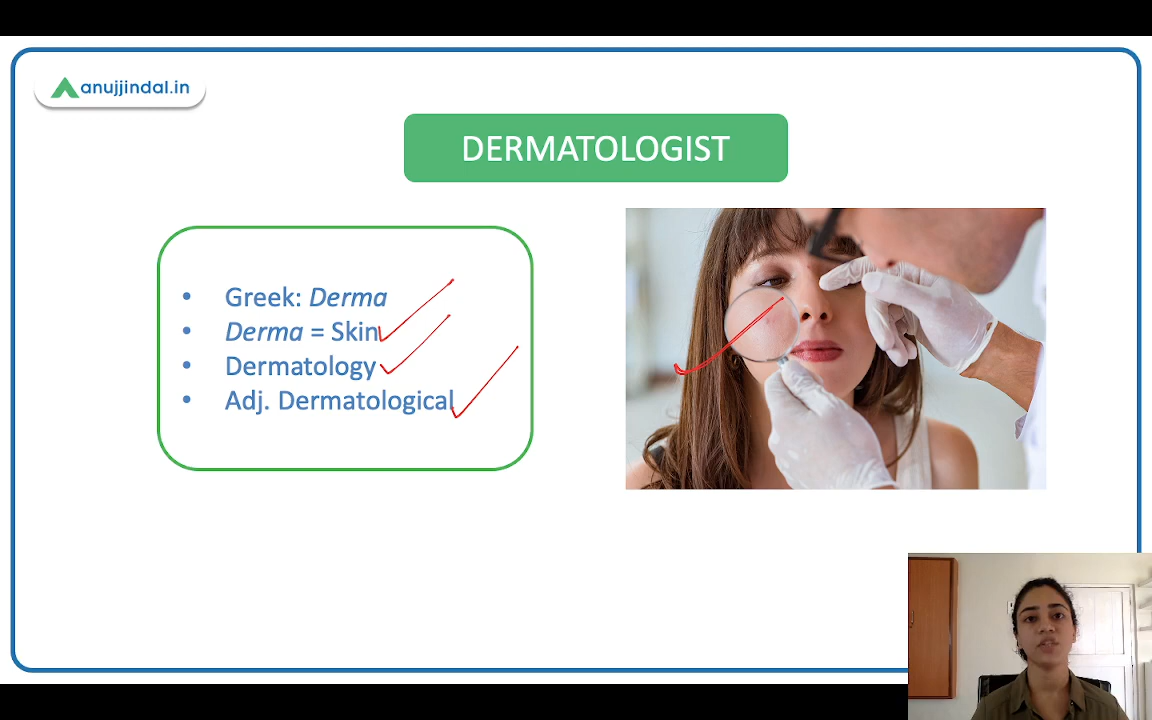 anujjindal.in
DERMATOLOGIST
• Greek: Derma
• Derma = Skin
• Dermatology
• Adj. Dermatological